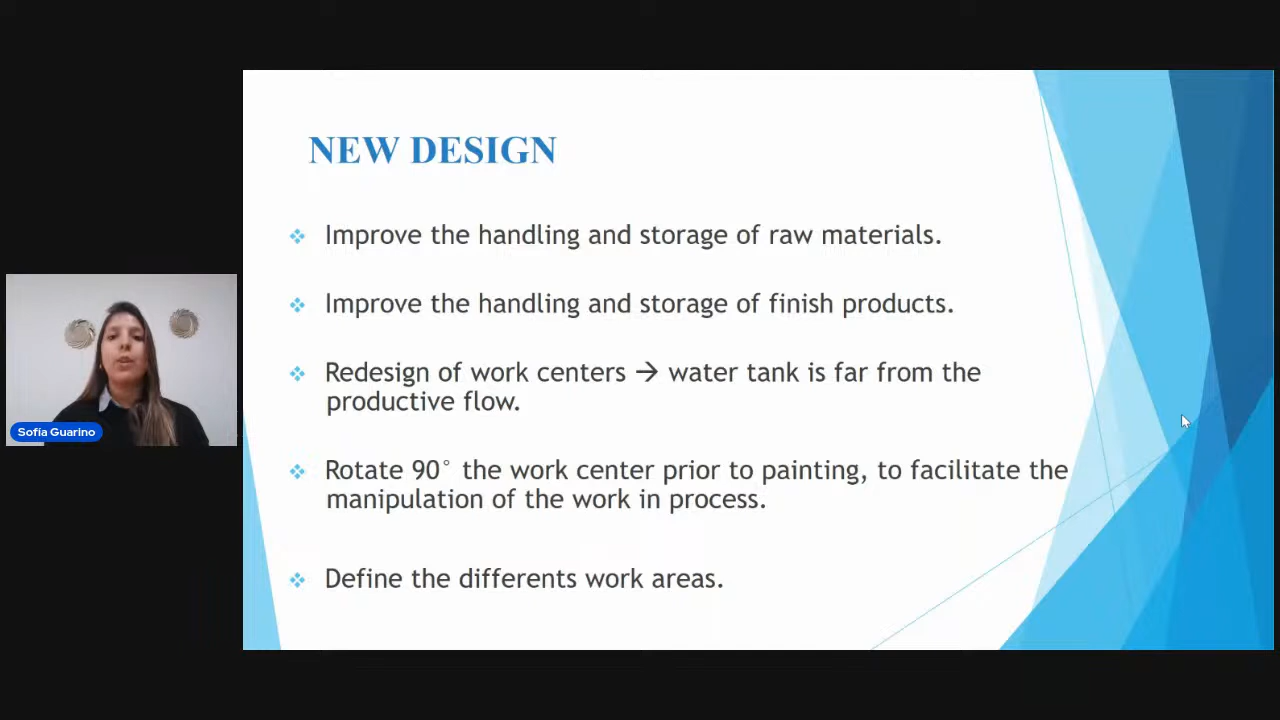 NEW DESIGN
Improve the handling and storage of raw materials.
Improve the handling and storage of finish products.
Redesign of work centers → water tank is far from the
productive flow.
Rotate 90° the work center prior to painting, to facilitate the
manipulation of the work in process.
Define the differents work areas.
Sofía Guarino